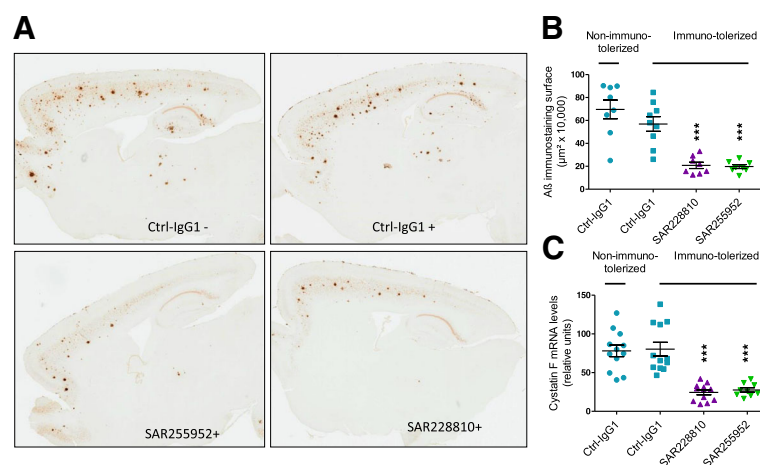 A
Ctrl-IgG1 -
Ctrl-IgG1 +
SAR255952+
SAR228810+
B
Non-immuno-
tolerized
Immuno-tolerized
Aß immunostaining surface
(µm² x 10,000)
100
80
60
40
20
0
***
***
Ctrl-IgG1
Ctrl-IgG1
SAR228810
SAR255952
C
Non-immuno-
tolerized
Immuno-tolerized
Cystatin F mRNA levels
(relative units)
150
100
50
0
***
***
Ctrl-IgG1
Ctrl-IgG1
SAR228810
SAR255952